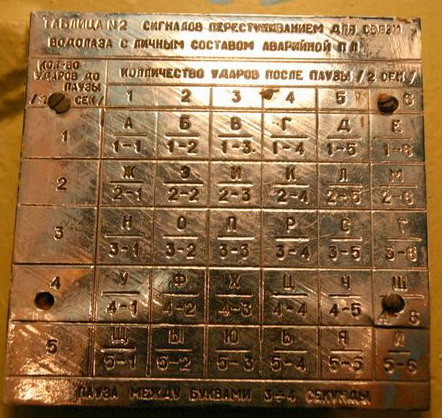 ТАБЛИЦА N2 СИГНАЛОВ ПЕРЕСТУКИВАНИЕМ ДЛЯ СВЯЗИ
ВОДОЛАЗА С ЛИЧНЫМ СОСТАВОМ АВАРИЙНОЙ П Л
КОЛ-ВО
УДАРОВ ДО
ПАУЗЫ
/2 СЕК/
КОЛЛИЧЕСТВО УДАРОВ ПОСЛЕ ПАУЗЫ /2 СЕК/
1 2 3 4 5 6
А Б В Г Д Е
1
1-1 1-2 1-3 1-4 1-5 1-6
Ж З И К Л М
2
2-1 2-2 2-3 2-4 2-5 2-6
Н О П Р С Т
3
3-1 3-2 3-3 3-4 3-5 3-6
У Ф Х Ц Ч Ш
4
4-1 4-2 4-3 4-4 4-5 4-6
Щ Ы Ю Ь Я Й
5
5-1 5-2 5-3 5-4 5-5 5-6
ПАУЗА МЕЖДУ БУКВАМИ 3÷4 СЕКУНДЫ